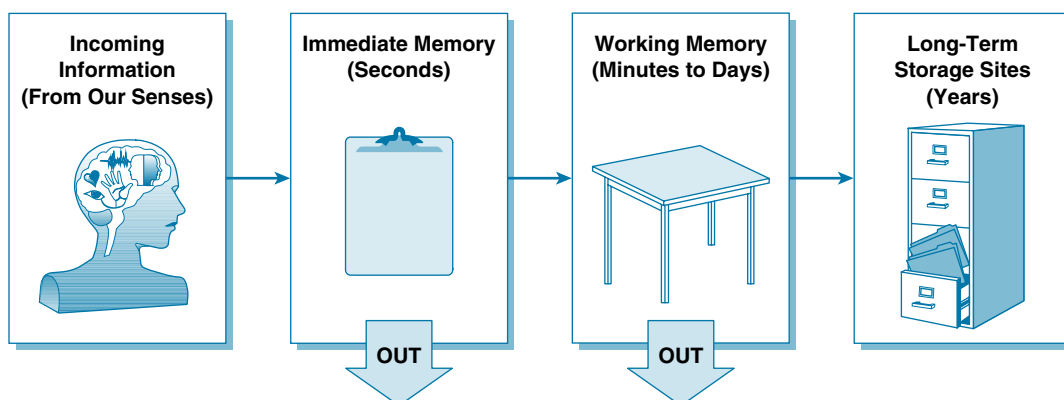 Incoming
Information
(From Our Senses)
Immediate Memory
(Seconds)
Working Memory
(Minutes to Days)
Long-Term
Storage Sites
(Years)
OUT
OUT